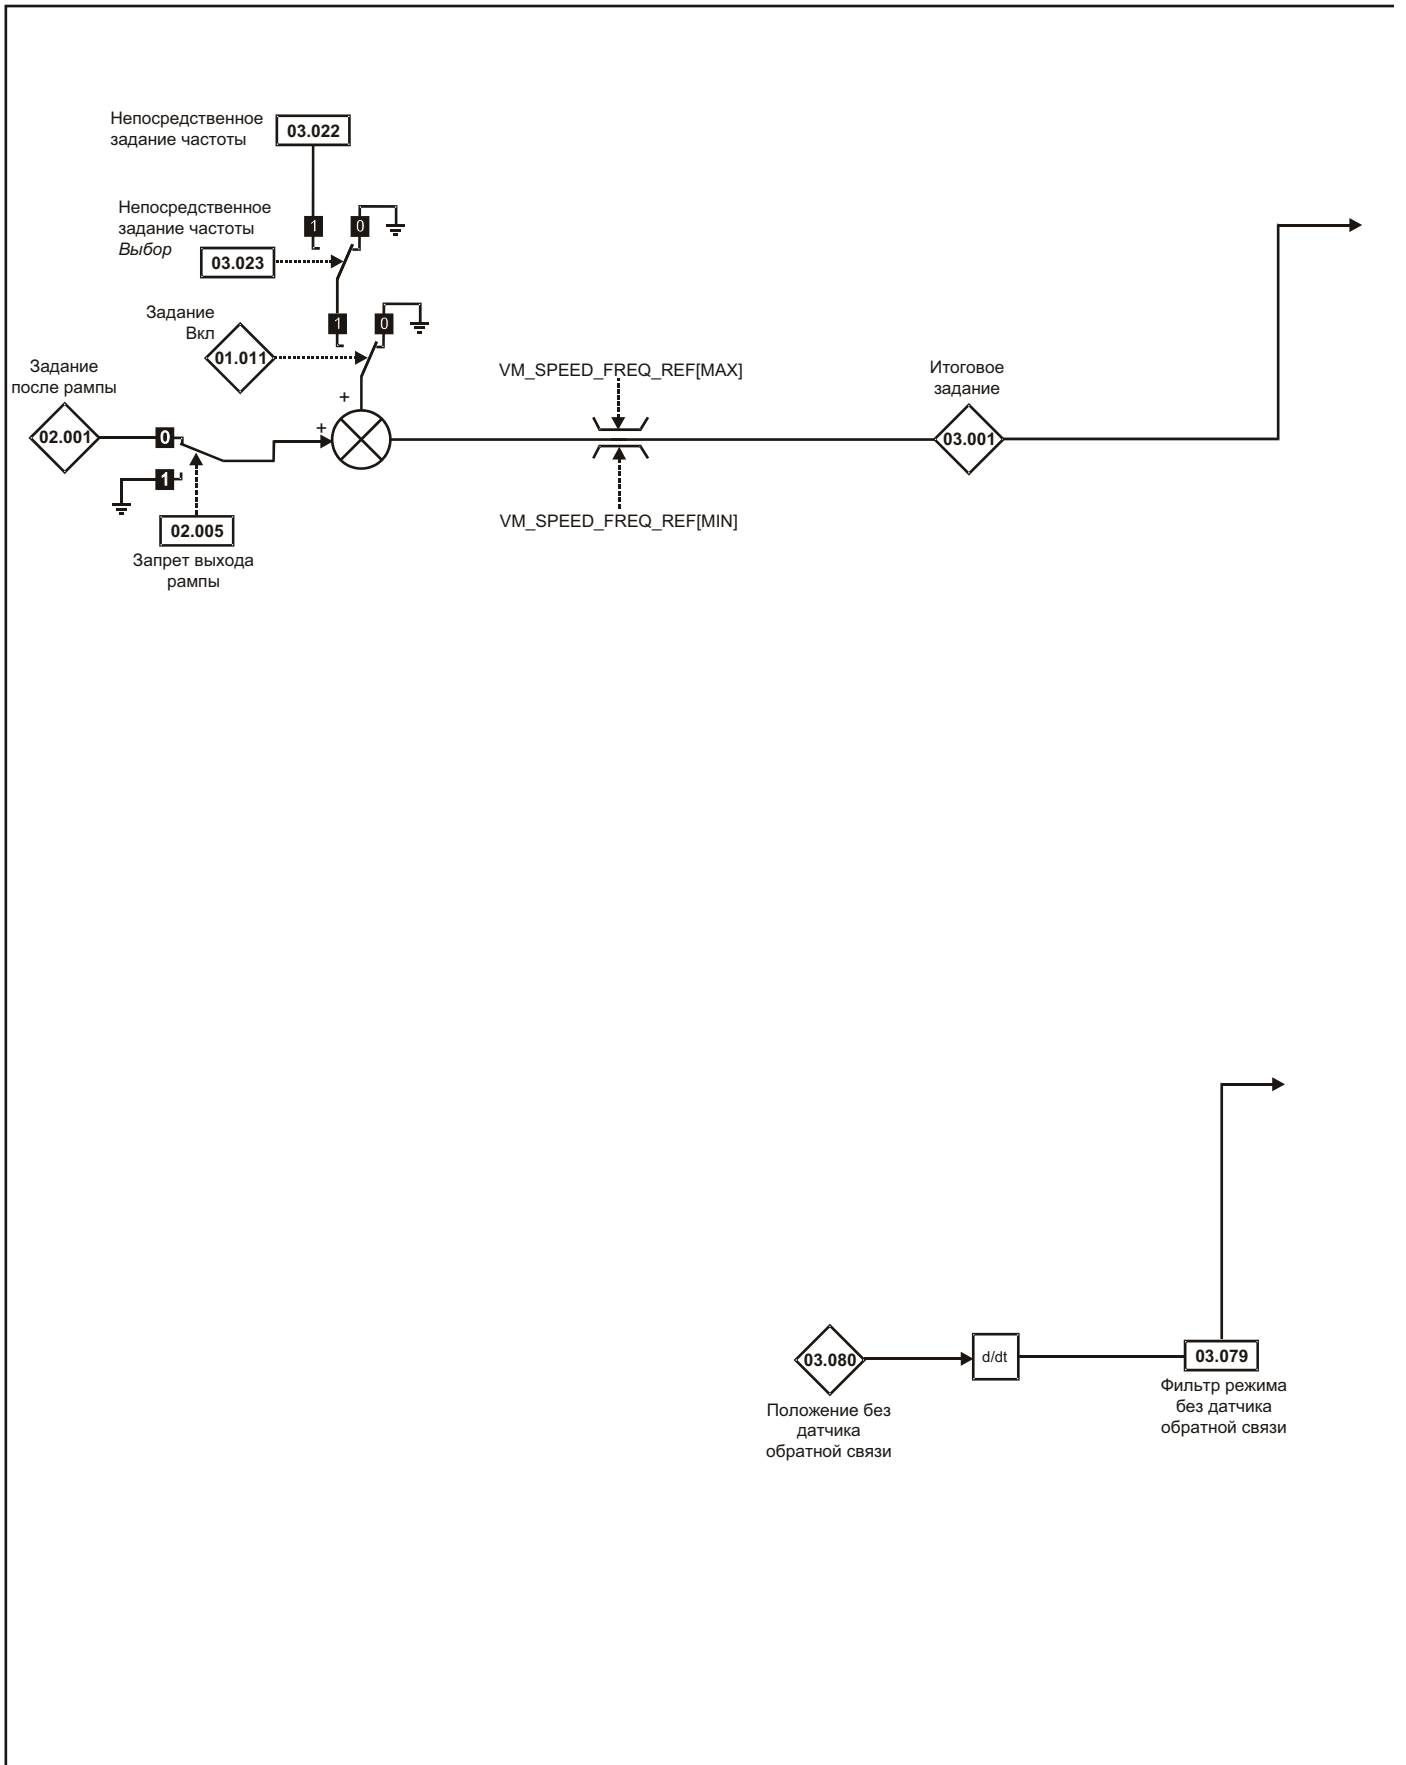 Непосредственное
задание частоты
03.022
Непосредственное
задание частоты
Выбор
1
0
03.023
Задание
Вкл
1
0
01.011
Задание
после рампы
+
VM_SPEED_FREQ_REF[MAX]
Итоговое
задание
02.001
0
+
03.001
1
02.005
VM_SPEED_FREQ_REF[MIN]
Запрет выхода
рампы
03.080
d/dt
03.079
Положение без
датчика
обратной связи
Фильтр режима
без датчика
обратной связи